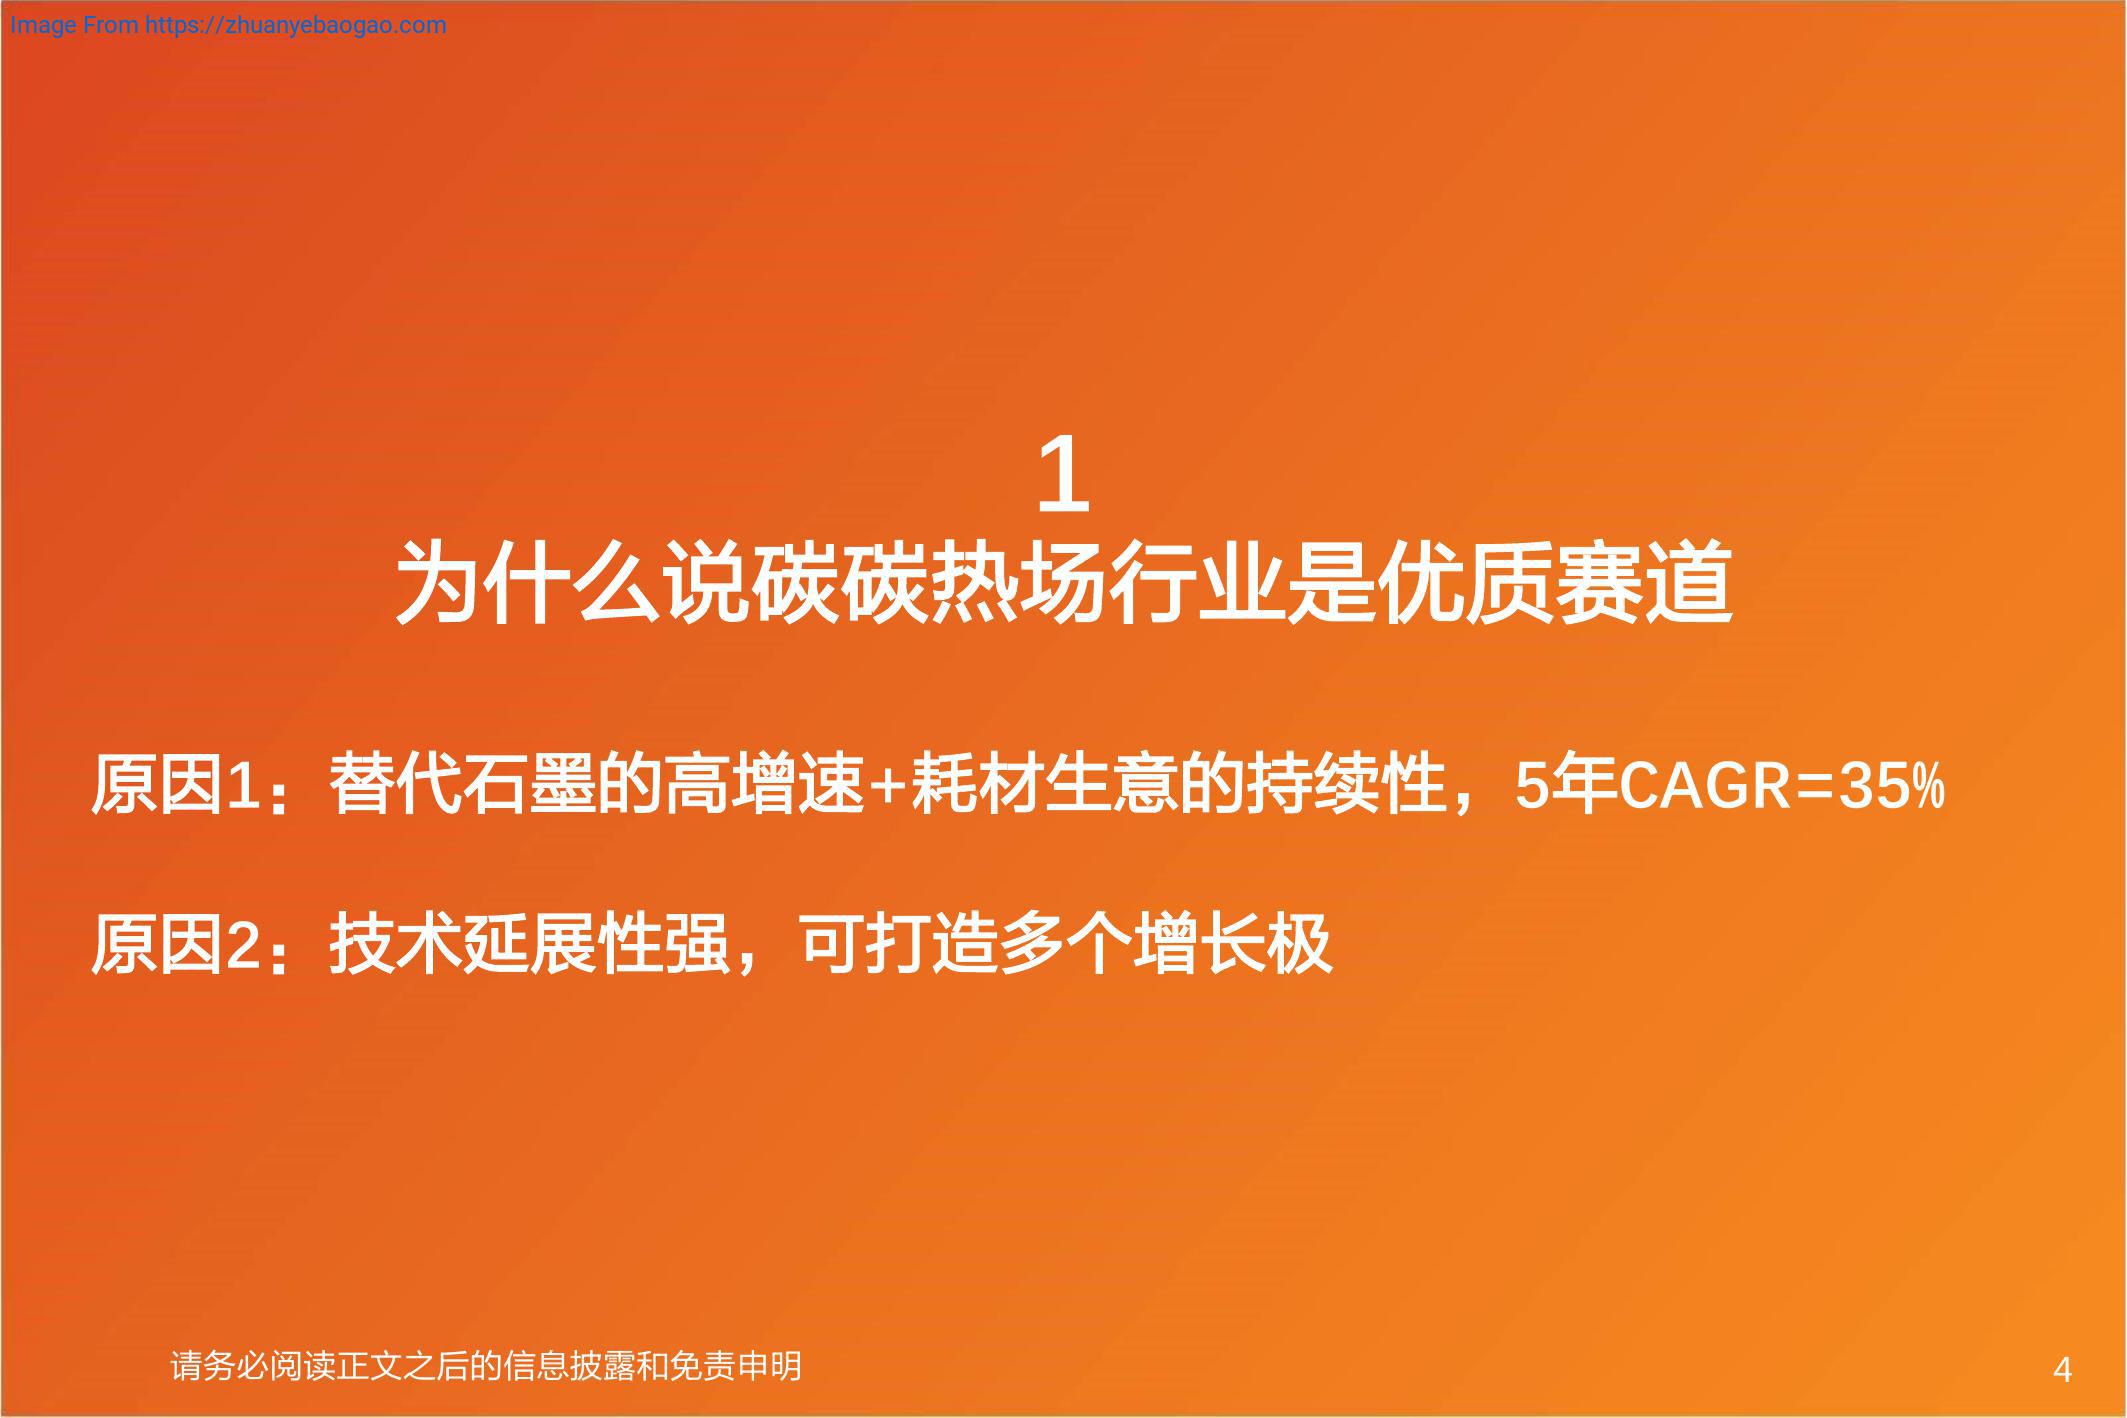 Image From https://zhuanyebaogao.com
1
为什么说碳碳热场行业是优质赛道
原因1：替代石墨的高增速+耗材生意的持续性，5年CAGR=35%
原因2：技术延展性强，可打造多个增长极
请务必阅读正文之后的信息披露和免责申明
4